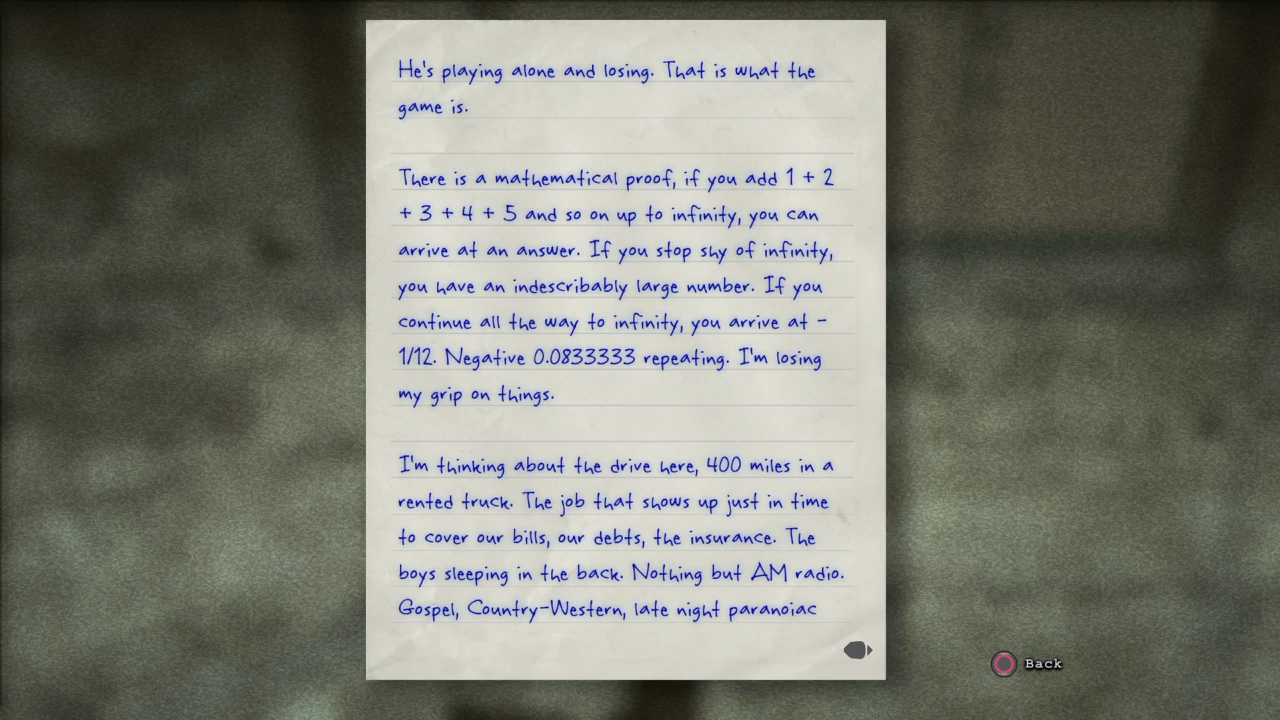 He's playing alone and losing. That is what the
game is.
There is a mathematical proof, if you add 1 + 2
+ 3 + 4 + 5 and so on up to infinity, you can
arrive at an answer. If you stop shy of infinity,
you have an indescribably large number. If you
continue all the way to infinity, you arrive at -
1/12. Negative 0.0833333 repeating. I'm losing
my grip on things.
I'm thinking about the drive here, 400 miles in a
rented truck. The job that shows up just in time
to cover our bills, our debts, the insurance. The
boys sleeping in the back. Nothing but AM radio.
Gospel, Country-Western, late night paranoiac
Back